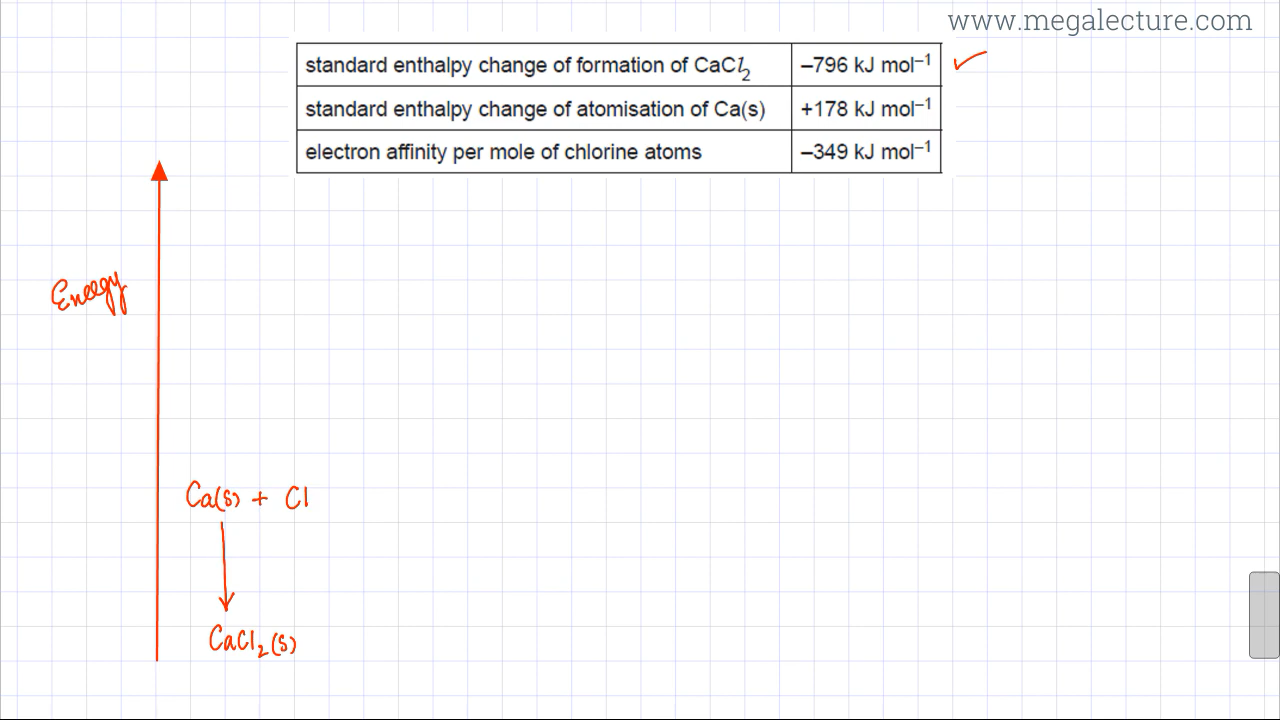 www.megalecture.com
standard enthalpy change of formation of CaCl₂ –796 kJ mol⁻¹
standard enthalpy change of atomisation of Ca(s) +178 kJ mol⁻¹
electron affinity per mole of chlorine atoms –349 kJ mol⁻¹
Energy
Ca(s) + Cl
CaCl₂(s)